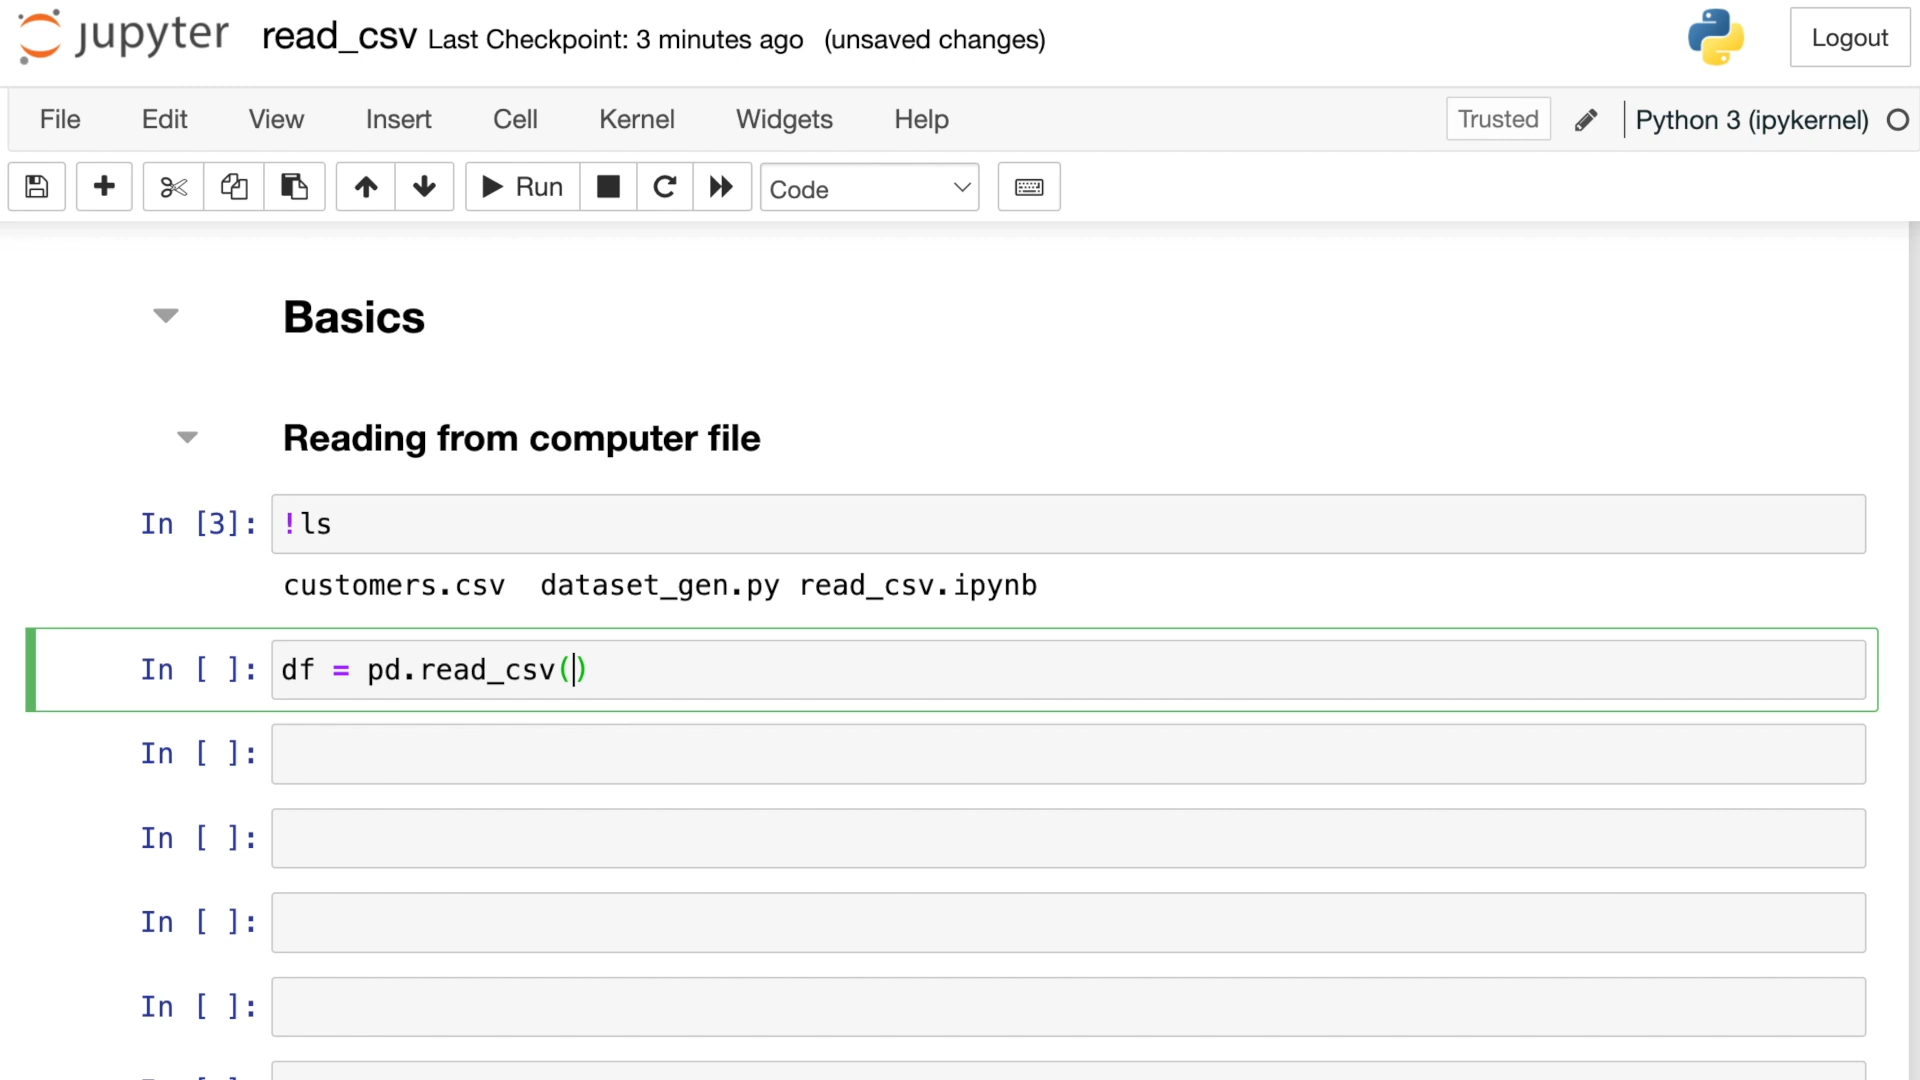 jupyter read_csv Last Checkpoint: 3 minutes ago (unsaved changes) Logout
File Edit View Insert Cell Kernel Widgets Help Trusted Python 3 (ipykernel)
Run Code
Basics
Reading from computer file
In [3]: !ls
customers.csv dataset_gen.py read_csv.ipynb
In [ ]: df = pd.read_csv()
In [ ]:
In [ ]:
In [ ]:
In [ ]: